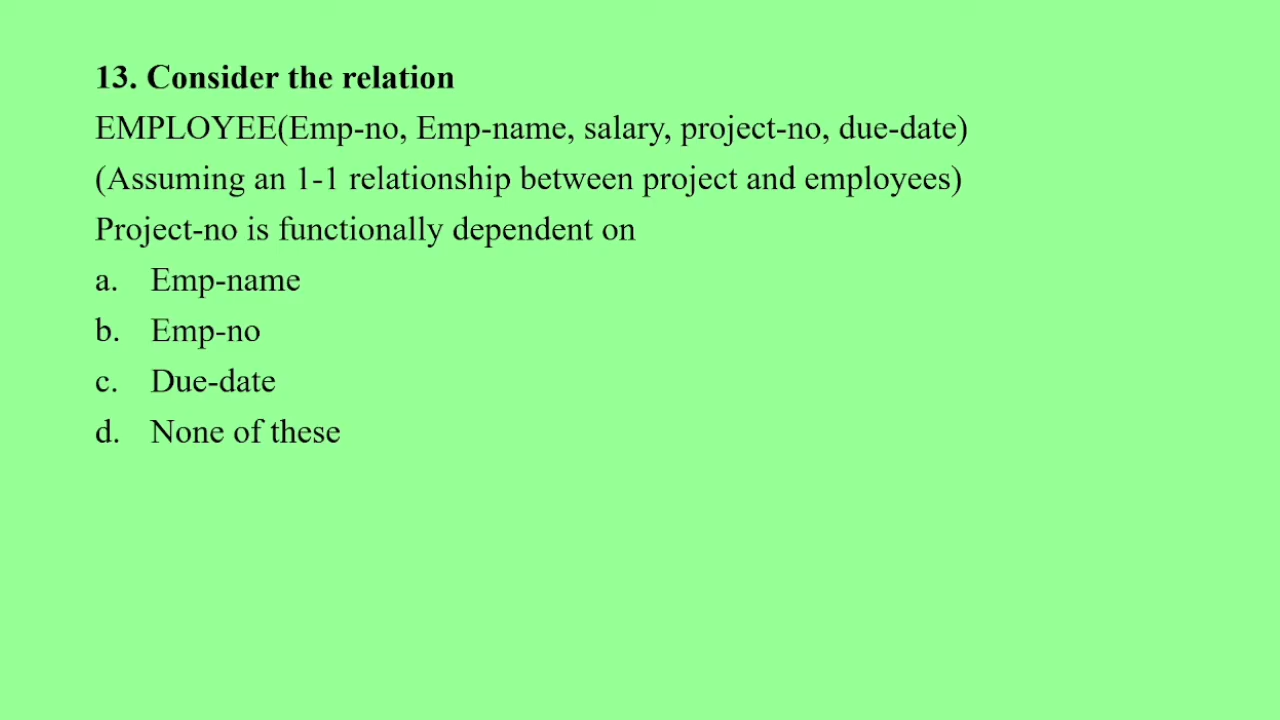 13. Consider the relation
EMPLOYEE(Emp-no, Emp-name, salary, project-no, due-date)
(Assuming an 1-1 relationship between project and employees)
Project-no is functionally dependent on
a. Emp-name
b. Emp-no
c. Due-date
d. None of these